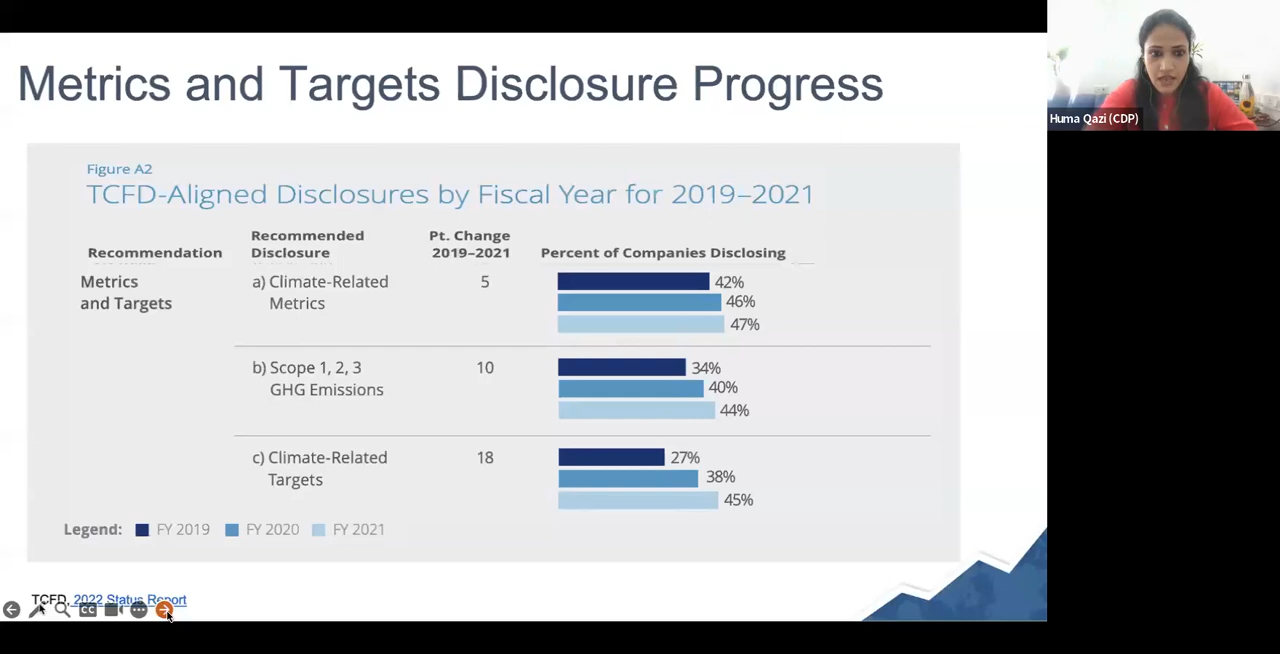 Metrics and Targets Disclosure Progress
Huma Qazi (CDP)
Figure A2
TCFD-Aligned Disclosures by Fiscal Year for 2019–2021
Recommendation
Recommended
Disclosure
Pt. Change
2019–2021
Percent of Companies Disclosing
Metrics
and Targets
a) Climate-Related
Metrics
5
42%
46%
47%
b) Scope 1, 2, 3
GHG Emissions
10
34%
40%
44%
c) Climate-Related
Targets
18
27%
38%
45%
Legend: FY 2019 FY 2020 FY 2021
TCFD, 2022 Status Report
CC